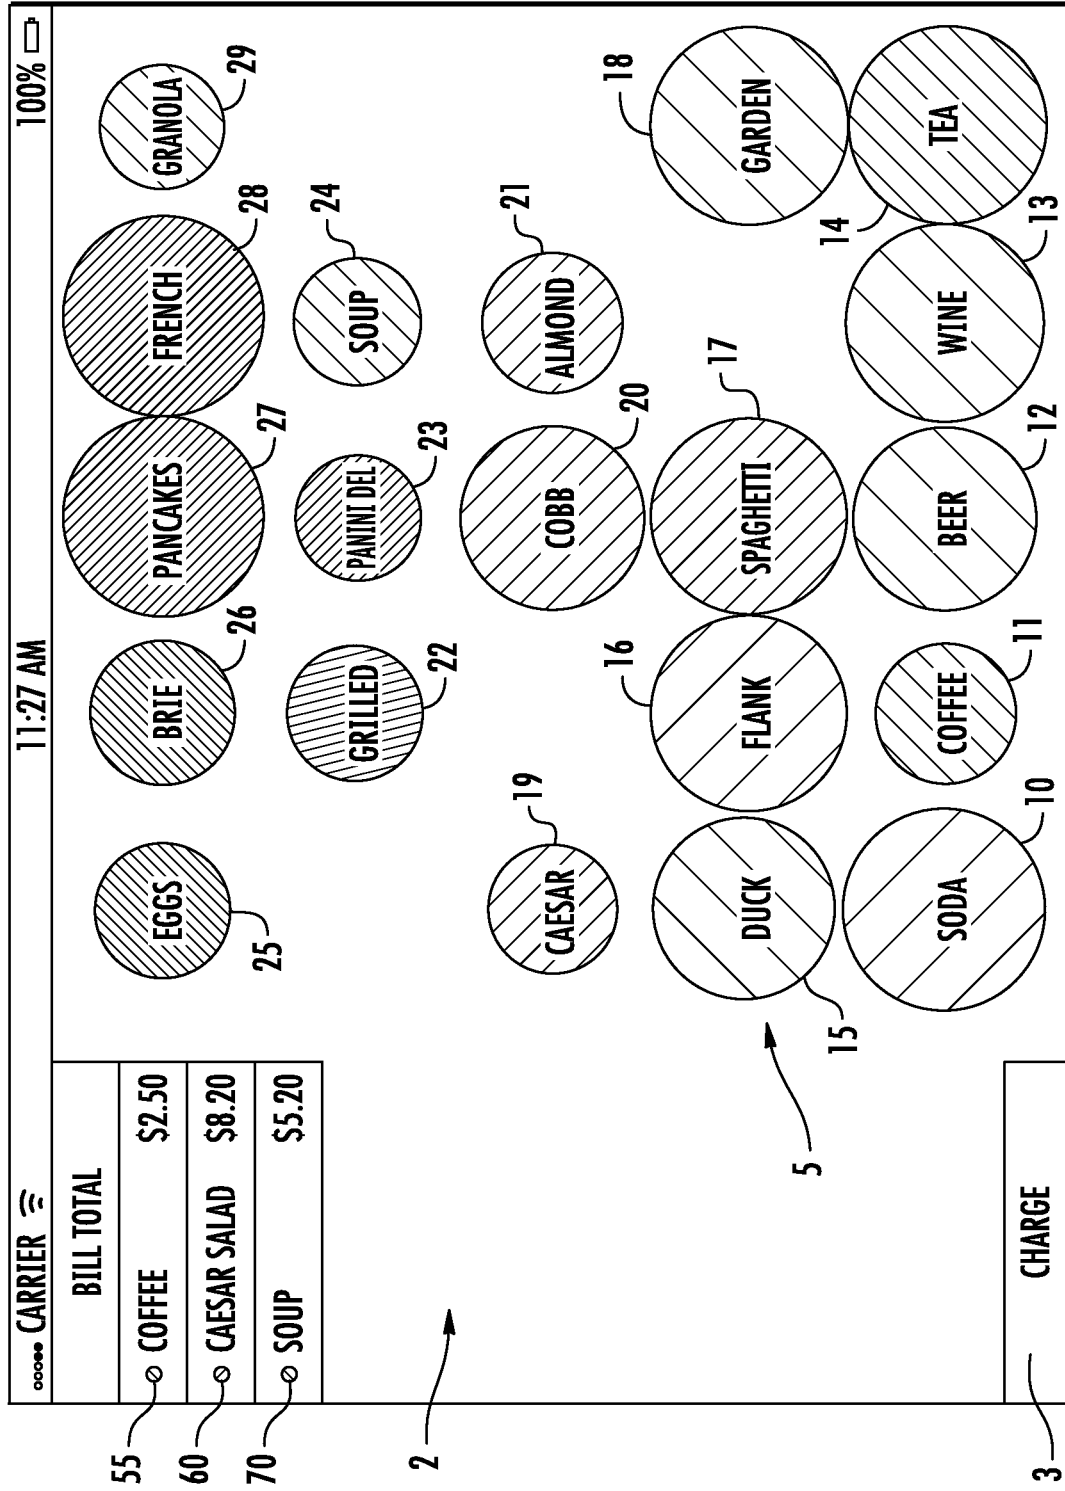 CARRIER 11:27 AM 100%
BILL TOTAL
55 COFFEE $2.50
60 CAESAR SALAD $8.20
70 SOUP $5.20
2
CHARGE
3
5
EGGS BRIE PANCAKES FRENCH GRANOLA
25 26 27 28 29
GRILLED PANINI DEL SOUP
22 23 24
CAESAR COBB ALMOND
19 20 21
DUCK FLANK SPAGHETTI GARDEN
15 16 17 18
SODA COFFEE BEER WINE TEA
10 11 12 13 14